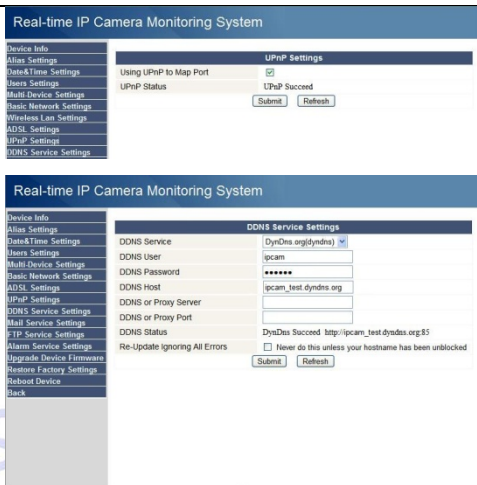 Real-time IP Camera Monitoring System
Device Info
Alias Settings
Date&Time Settings
Users Settings
Multi-Device Settings
Basic Network Settings
Wireless Lan Settings
ADSL Settings
UPnP Settings
DDNS Service Settings
UPnP Settings
Using UPnP to Map Port
UPnP Status UPnP Succeed
Submit Refresh
Real-time IP Camera Monitoring System
Device Info
Alias Settings
Date&Time Settings
Users Settings
Multi-Device Settings
Basic Network Settings
ADSL Settings
UPnP Settings
DDNS Service Settings
Mail Service Settings
FTP Service Settings
Alarm Service Settings
Upgrade Device Firmware
Restore Factory Settings
Reboot Device
Back
DDNS Service Settings
DDNS Service DynDns.org(dyndns)
DDNS User ipcam
DDNS Password ••••••
DDNS Host ipcam_test.dyndns.org
DDNS or Proxy Server
DDNS or Proxy Port
DDNS Status DynDns Succeed http://ipcam_test.dyndns.org:85
Re-Update Ignoring All Errors Never do this unless your hostname has been unblocked
Submit Refresh